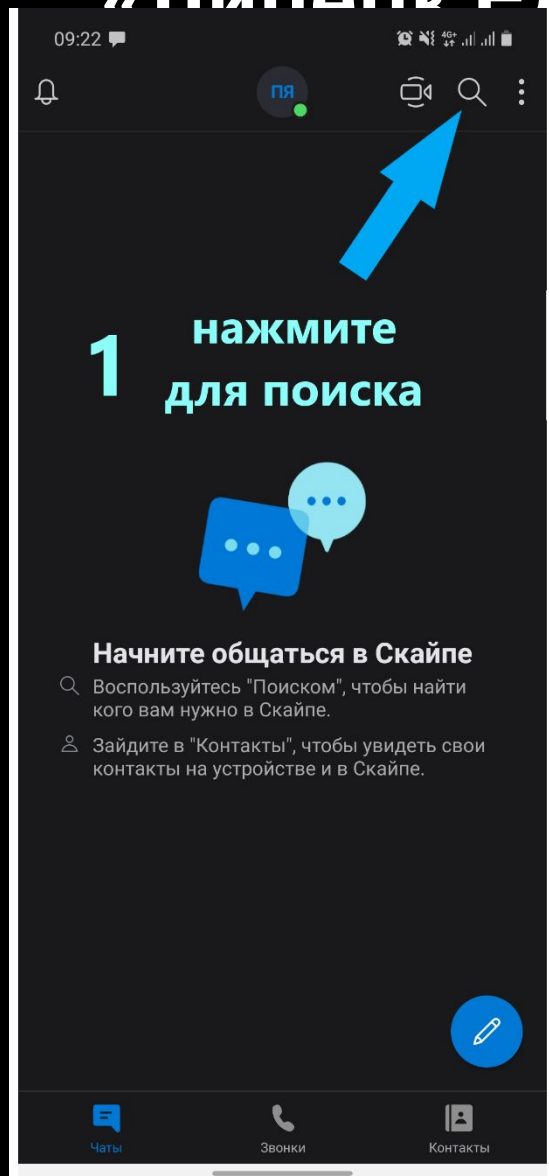 09:22
4G+
ПЯ
1 нажмите
для поиска
Начните общаться в Скайпе
Воспользуйтесь "Поиском", чтобы найти
кого вам нужно в Скайпе.
Зайдите в "Контакты", чтобы увидеть свои
контакты на устройстве и в Скайпе.
Чаты Звонки Контакты